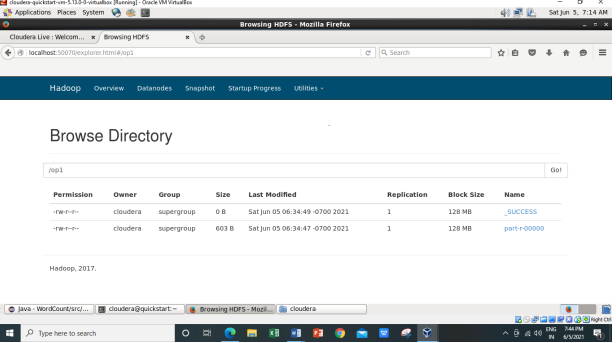 cloudera-quickstart-vm-5.13.0-0-virtualbox [Running] - Oracle VM VirtualBox
Applications Places System Sat Jun 5, 7:14 AM
Browsing HDFS - Mozilla Firefox
Cloudera Live : Welcom... × Browsing HDFS ×
localhost:50070/explorer.html#/op1 Search
Hadoop Overview Datanodes Snapshot Startup Progress Utilities
Browse Directory
/op1 Go!
Permission Owner Group Size Last Modified Replication Block Size Name
-rw-r--r-- cloudera supergroup 0 B Sat Jun 05 06:34:49 -0700 2021 1 128 MB _SUCCESS
-rw-r--r-- cloudera supergroup 603 B Sat Jun 05 06:34:47 -0700 2021 1 128 MB part-r-00000
Hadoop, 2017.
Java - WordCount/src/... cloudera@quickstart:~ Browsing HDFS - Mozil... cloudera
Right Ctrl
Type here to search ENG 7:44 PM
IN 6/5/2021